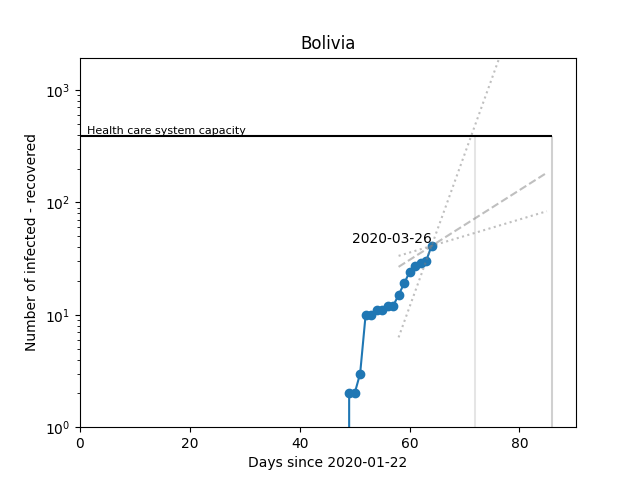 Bolivia
10³
Health care system capacity
10²
2020-03-26
10¹
10⁰
Number of infected - recovered
0 20 40 60 80
Days since 2020-01-22